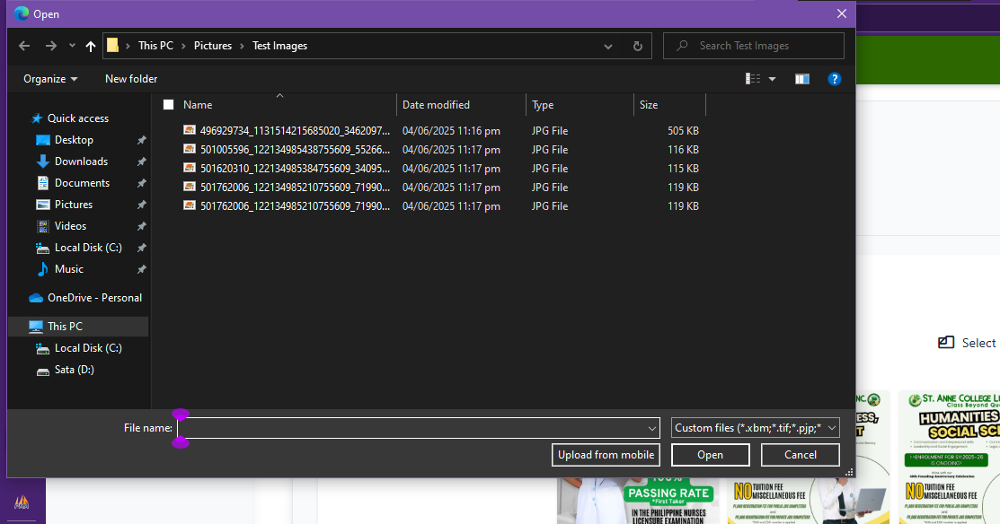 Open
This PC
Pictures
Test Images
Search Test Images
Organize
New folder
Name
Date modified
Type
Size
Quick access
Desktop
Downloads
Documents
Pictures
Videos
Local Disk (C:)
Music
OneDrive - Personal
This PC
Local Disk (C:)
Sata (D:)
496929734_1131514215685020_3462097... 04/06/2025 11:16 pm JPG File 505 KB
501005596_122134985438755609_55266... 04/06/2025 11:17 pm JPG File 116 KB
501620310_122134985384755609_34095... 04/06/2025 11:17 pm JPG File 115 KB
501762006_122134985210755609_71990... 04/06/2025 11:17 pm JPG File 119 KB
501762006_122134985210755609_71990... 04/06/2025 11:17 pm JPG File 119 KB
File name:
Custom files (*.xbm;*.tif;*.pjp;*
Upload from mobile
Open
Cancel
Select
NC.
ESS,
T
100%
PASSING RATE
*First Taker
IN THE PHILIPPINE NURSES
LICENSURE EXAMINATION
NO TUITION FEE
MISCELLANEOUS FEE
ST. ANNE COLLEGE LU
Class Beyond Qu
HUMANITIES
SOCIAL SC
ENROLMENT FOR SY:2025-26
IS ONGOING!
NO TUITION FEE
MISCELLANEOUS FEE